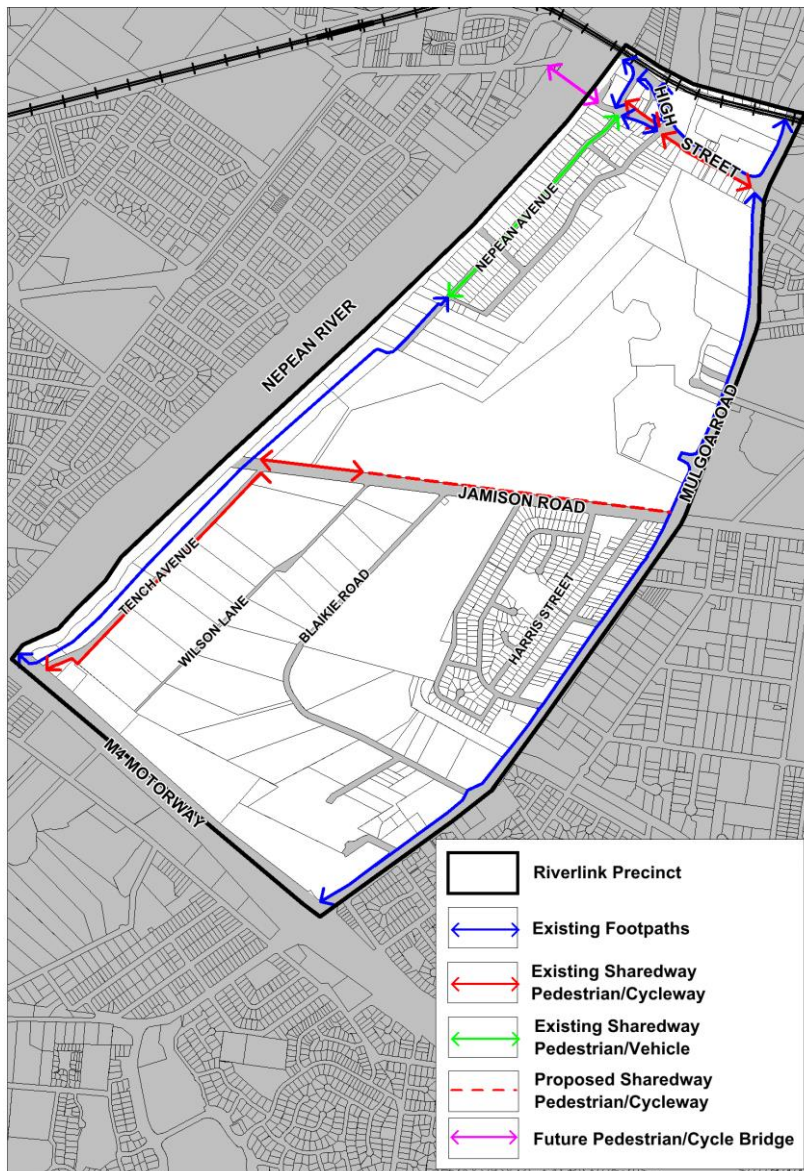 HIGH STREET
NEPEAN AVENUE
NEPEAN RIVER
MULGOA ROAD
JAMISON ROAD
TENCH AVENUE
WILSON LANE
BLAIKIE ROAD
HARRIS STREET
M4 MOTORWAY
Riverlink Precinct
Existing Footpaths
Existing Sharedway
Pedestrian/Cycleway
Existing Sharedway
Pedestrian/Vehicle
Proposed Sharedway
Pedestrian/Cycleway
Future Pedestrian/Cycle Bridge